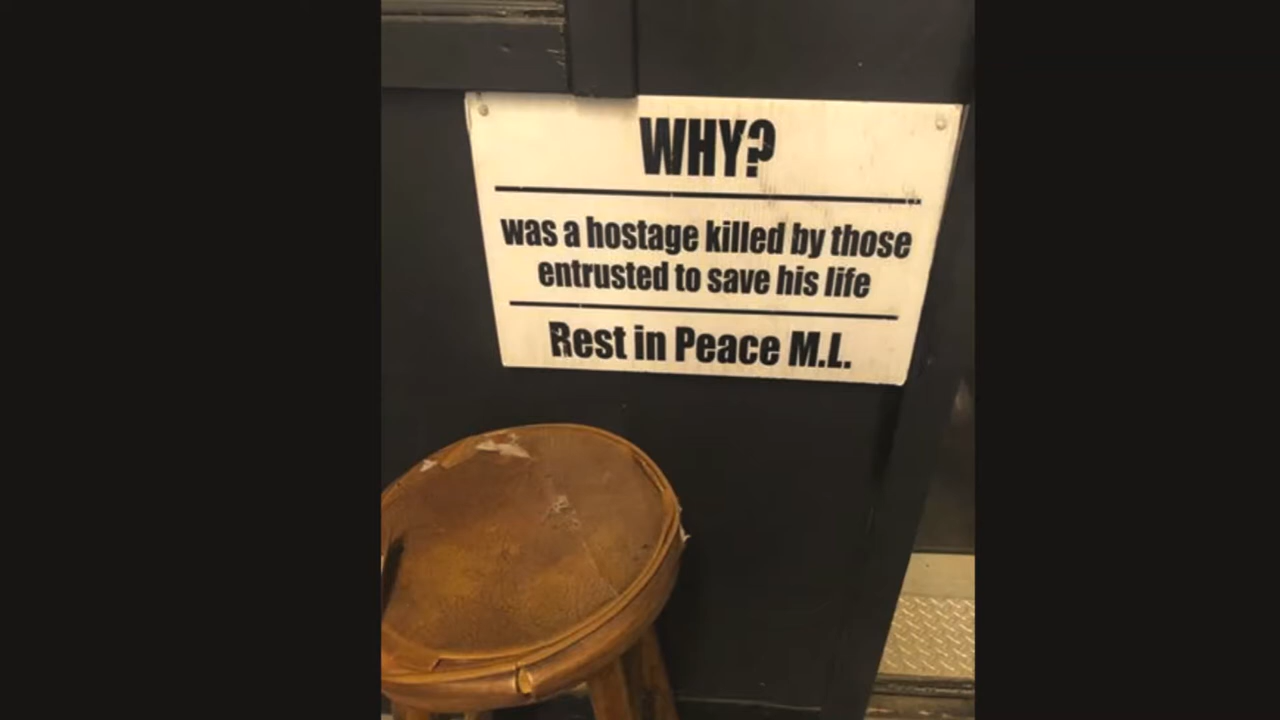 WHY?
was a hostage killed by those
entrusted to save his life
Rest in Peace M.L.